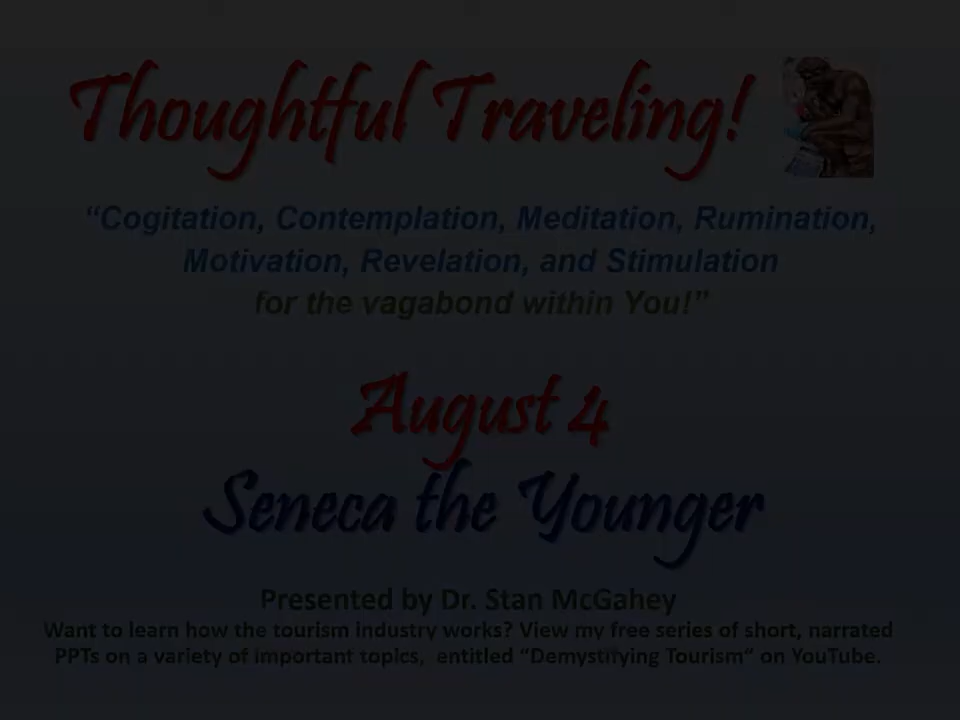 Thoughtful Traveling!
“Cogitation, Contemplation, Meditation, Rumination,
Motivation, Revelation, and Stimulation
for the vagabond within You!”
August 4
Seneca the Younger
Presented by Dr. Stan McGahey
Want to learn how the tourism industry works? View my free series of short, narrated
PPTs on a variety of important topics, entitled “Demystifying Tourism“ on YouTube.